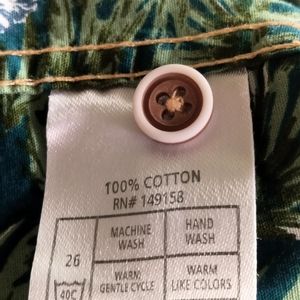 100% COTTON
RN# 149158
MACHINE WASH
HAND WASH
26
40C
WARM, GENTLE CYCLE
WARM LIKE COLORS